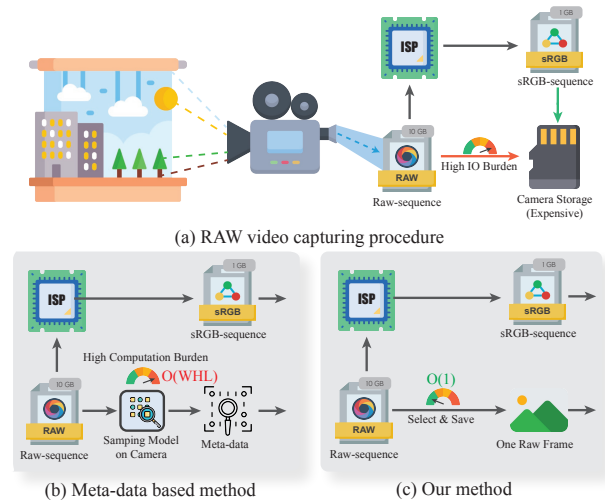 1 GB
ISP
sRGB
sRGB-sequence
10 GB
RAW
High IO Burden
Raw-sequence
Camera Storage
(Expensive)
(a) RAW video capturing procedure
1 GB
ISP
sRGB
sRGB-sequence
High Computation Burden
O(WHL)
10 GB
RAW
Raw-sequence
Samping Model
on Camera
Meta-data
(b) Meta-data based method
1 GB
ISP
sRGB
sRGB-sequence
O(1)
10 GB
RAW
Select & Save
Raw-sequence
One Raw Frame
(c) Our method